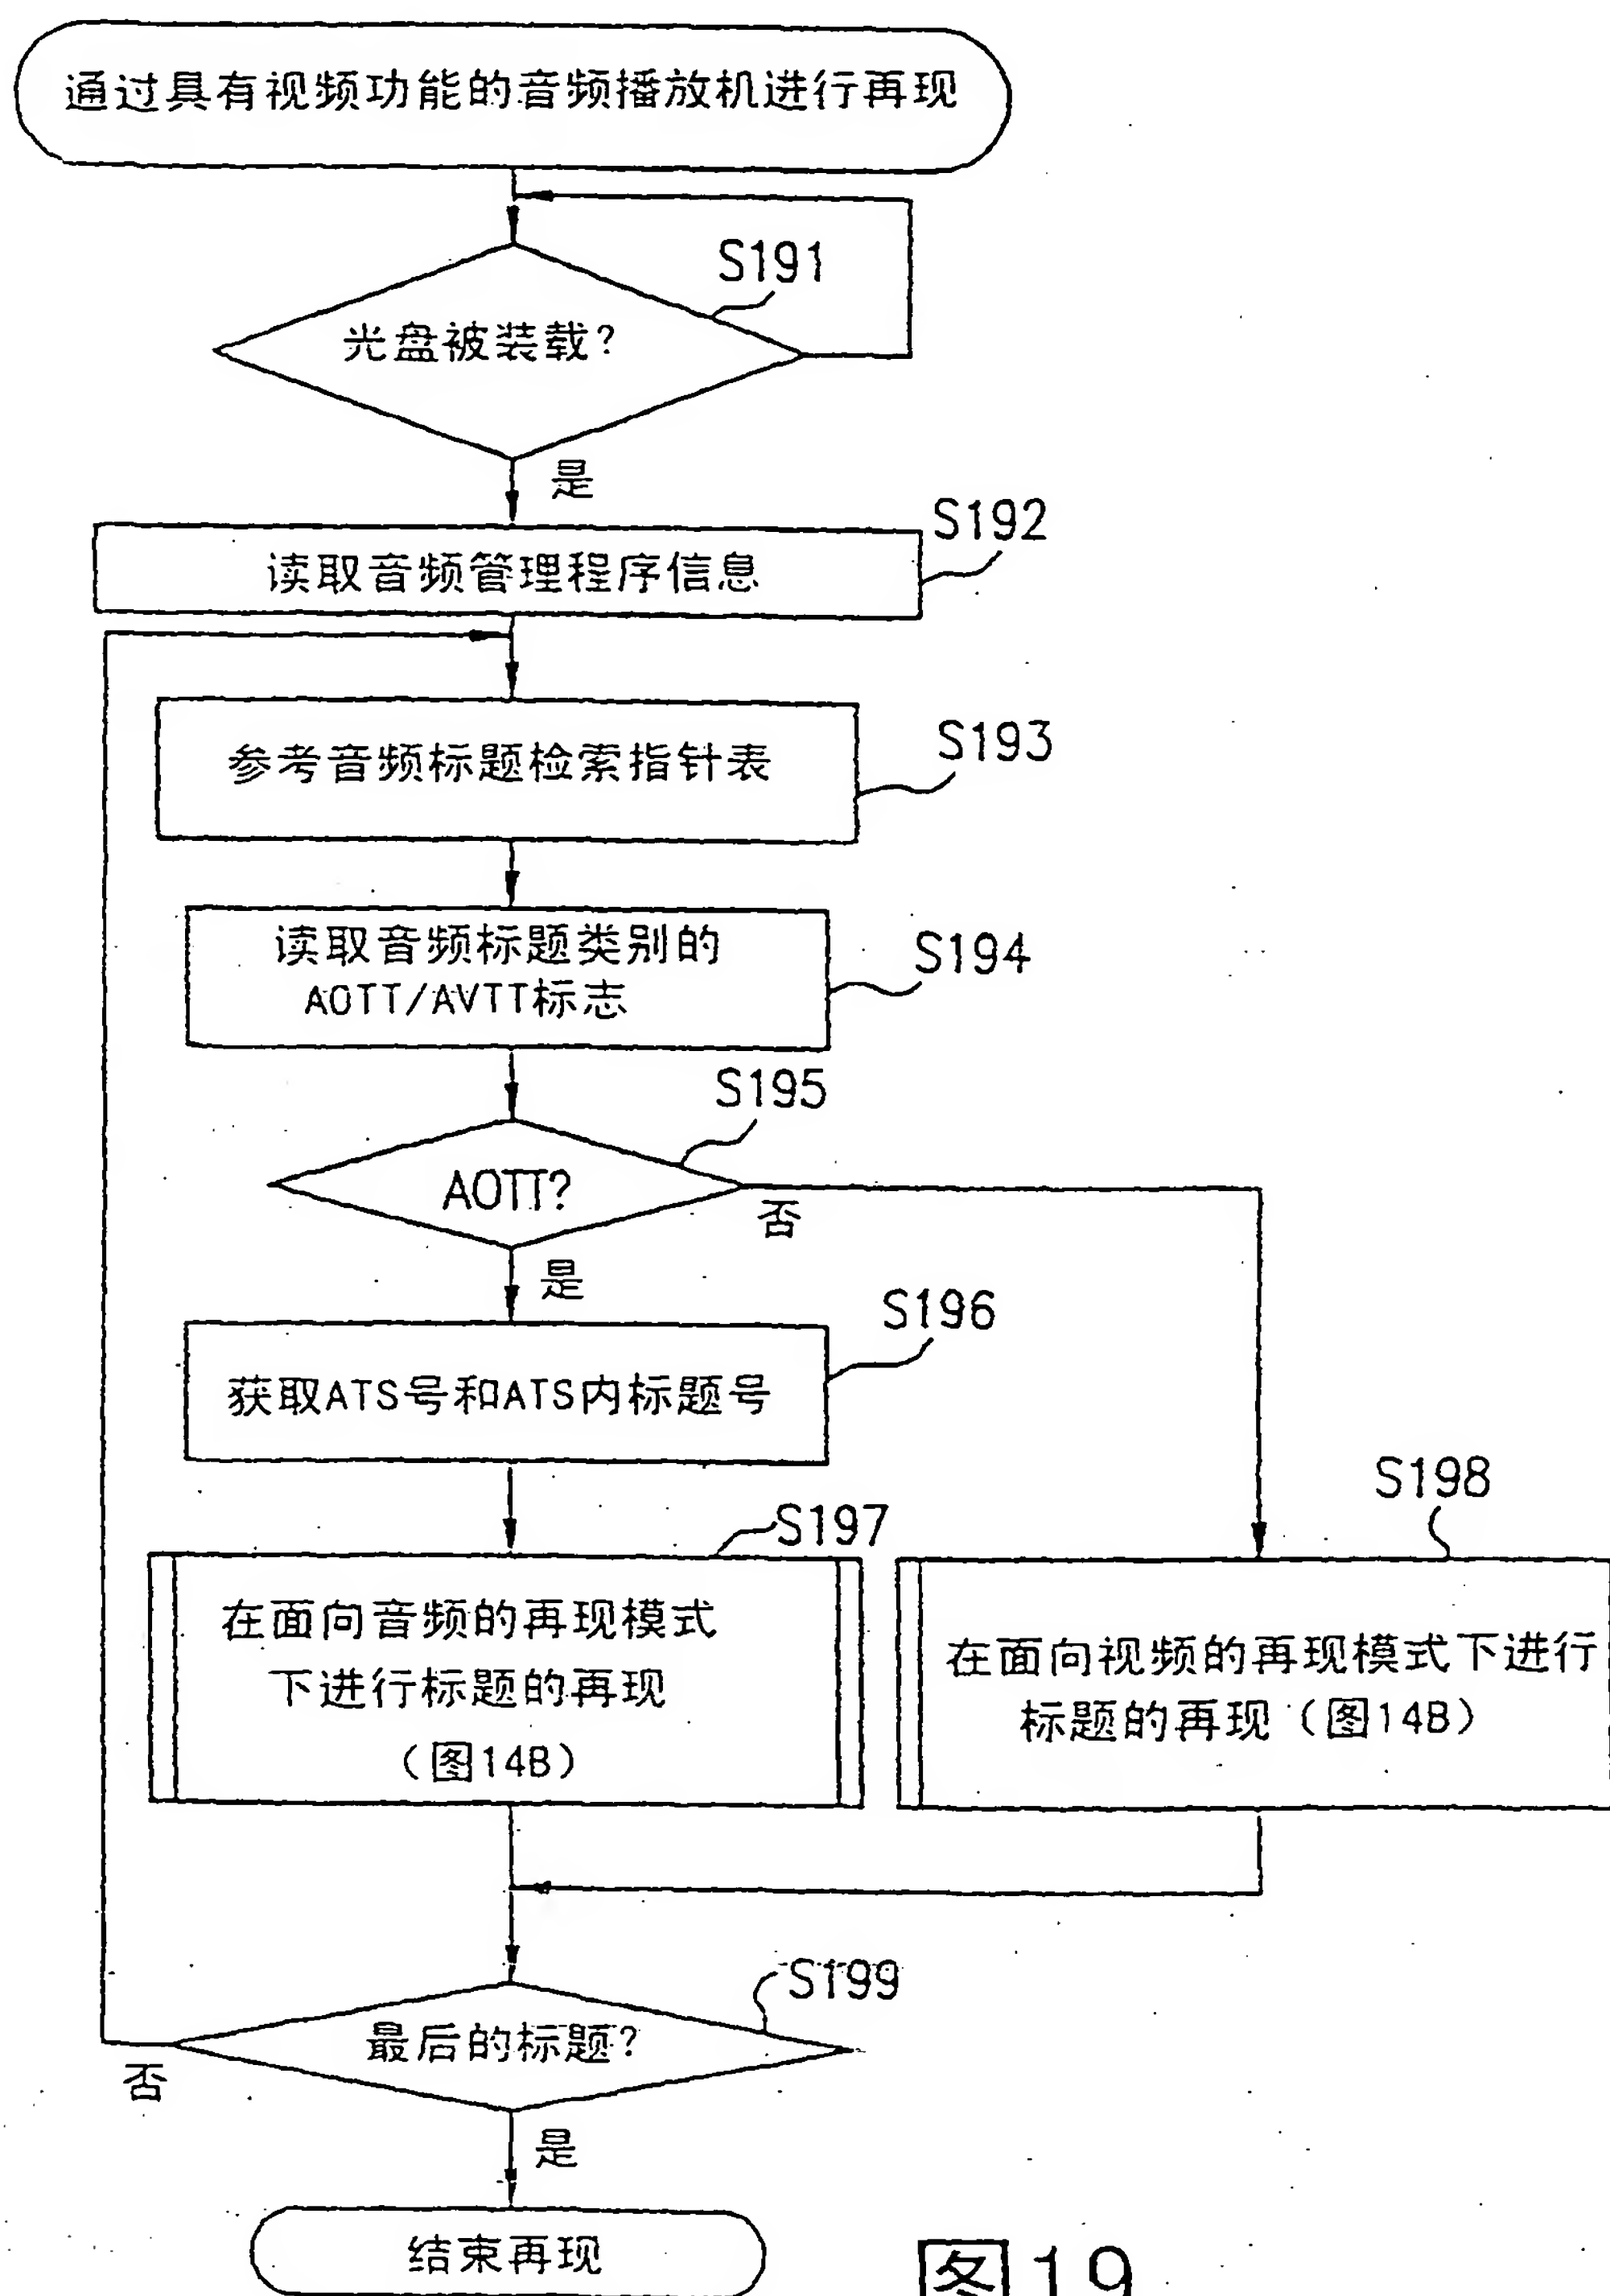 通过具有视频功能的音频播放机进行再现
S191
光盘被装载?
是
S192
读取音频管理程序信息
S193
参考音频标题检索指针表
S194
读取音频标题类别的
AOTT/AVTT标志
S195
AOTT?
否
是
S196
获取ATS号和ATS内标题号
S198
S197
在面向音频的再现模式
下进行标题的再现
(图14B)
在面向视频的再现模式下进行
标题的再现(图14B)
S199
最后的标题?
否
是
结束再现
图19